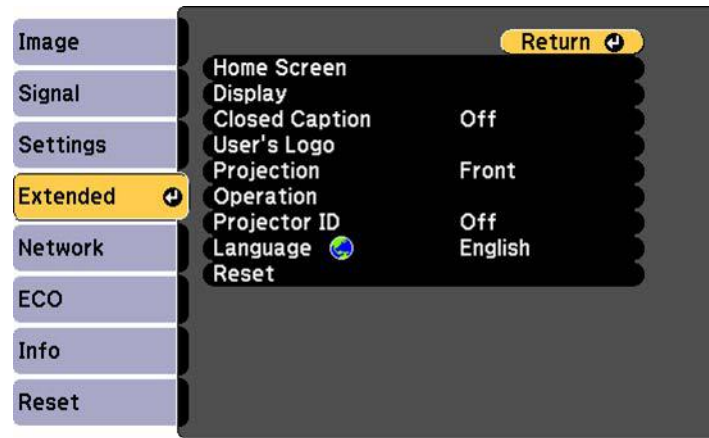 Image
Signal
Settings
Extended
Network
ECO
Info
Reset
Return
Home Screen
Display
Closed Caption Off
User's Logo
Projection Front
Operation
Projector ID Off
Language English
Reset